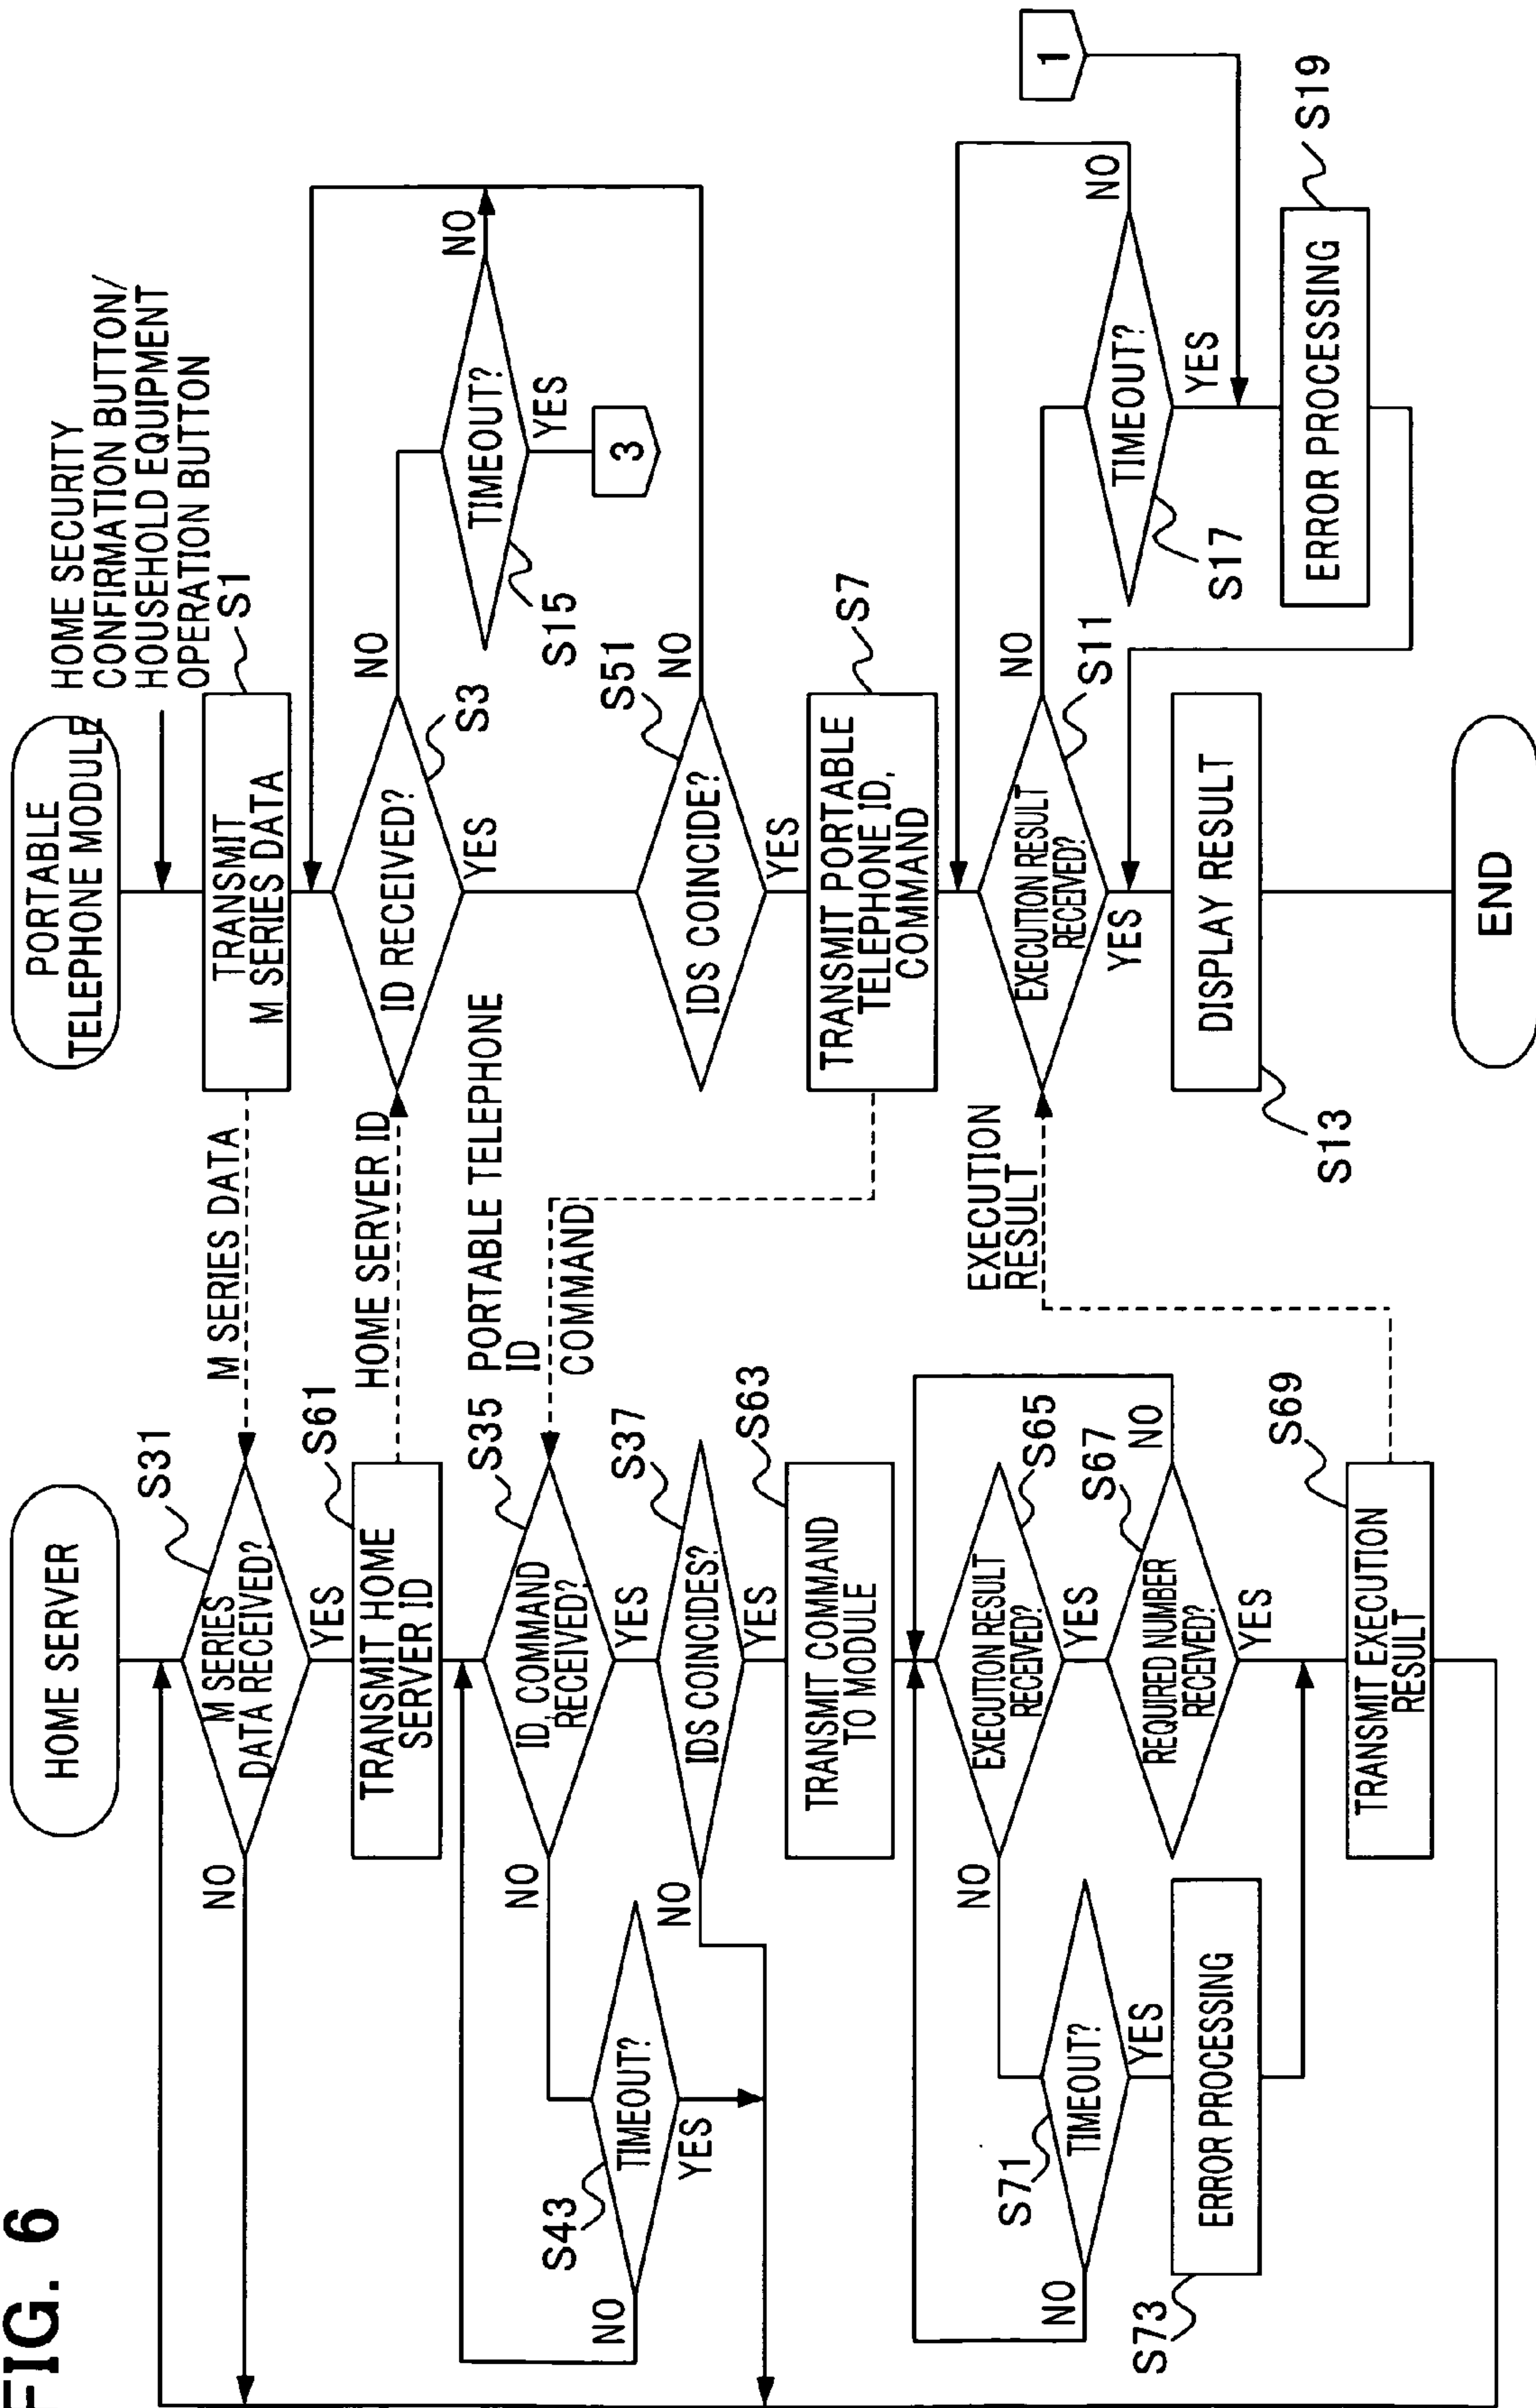 FIG. 6
HOME SERVER
S31
M SERIES
DATA RECEIVED?
NO
YES
S61
TRANSMIT HOME
SERVER ID
S35
ID, COMMAND
RECEIVED?
NO
YES
S43
TIMEOUT?
NO
YES
S37
IDS COINCIDES?
NO
YES
S63
TRANSMIT COMMAND
TO MODULE
S65
EXECUTION RESULT
RECEIVED?
NO
YES
S67
REQUIRED NUMBER
RECEIVED?
NO
YES
S71
TIMEOUT?
NO
YES
S73
ERROR PROCESSING
S69
TRANSMIT EXECUTION
RESULT
M SERIES DATA
HOME SERVER ID
PORTABLE TELEPHONE
ID
COMMAND
EXECUTION
RESULT
PORTABLE
TELEPHONE MODULE
HOME SECURITY
CONFIRMATION BUTTON/
HOUSEHOLD EQUIPMENT
OPERATION BUTTON
S1
TRANSMIT
M SERIES DATA
S3
ID RECEIVED?
NO
YES
S15
TIMEOUT?
NO
YES
3
S51
IDS COINCIDE?
NO
YES
S7
TRANSMIT PORTABLE
TELEPHONE ID,
COMMAND
S11
EXECUTION RESULT
RECEIVED?
NO
YES
S17
TIMEOUT?
NO
YES
1
S19
ERROR PROCESSING
S13
DISPLAY RESULT
END